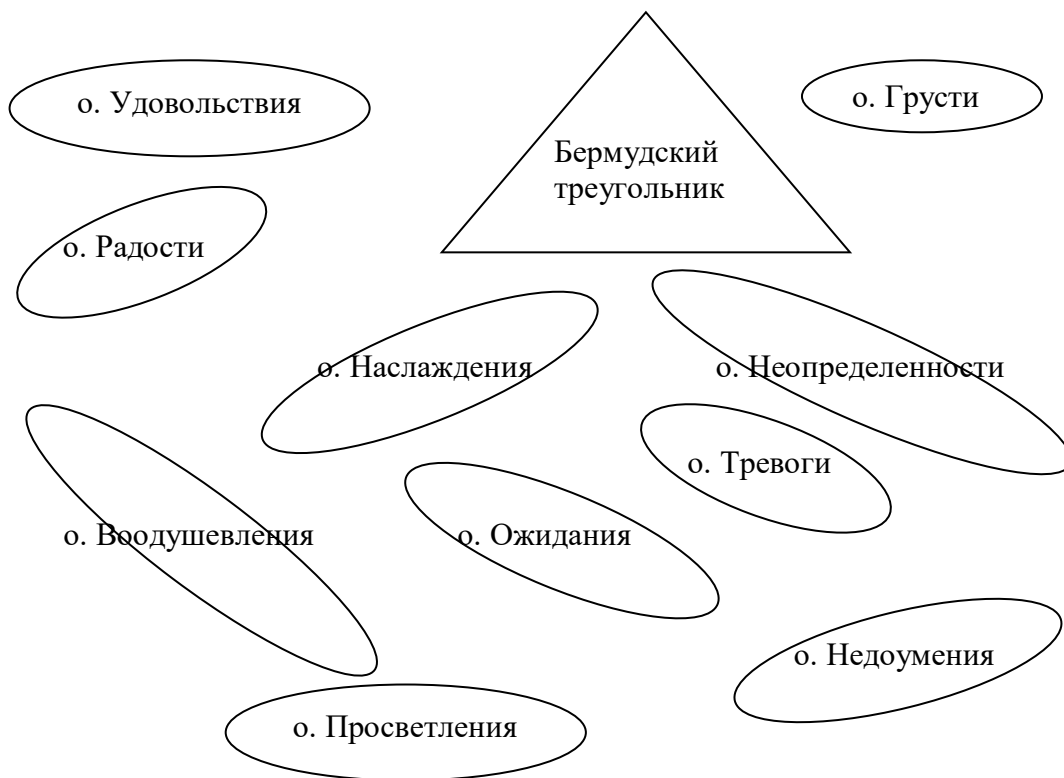 о. Удовольствия
о. Грусти
Бермудский
треугольник
о. Радости
о. Наслаждения
о. Неопределенности
о. Тревоги
о. Воодушевления
о. Ожидания
о. Недоумения
о. Просветления